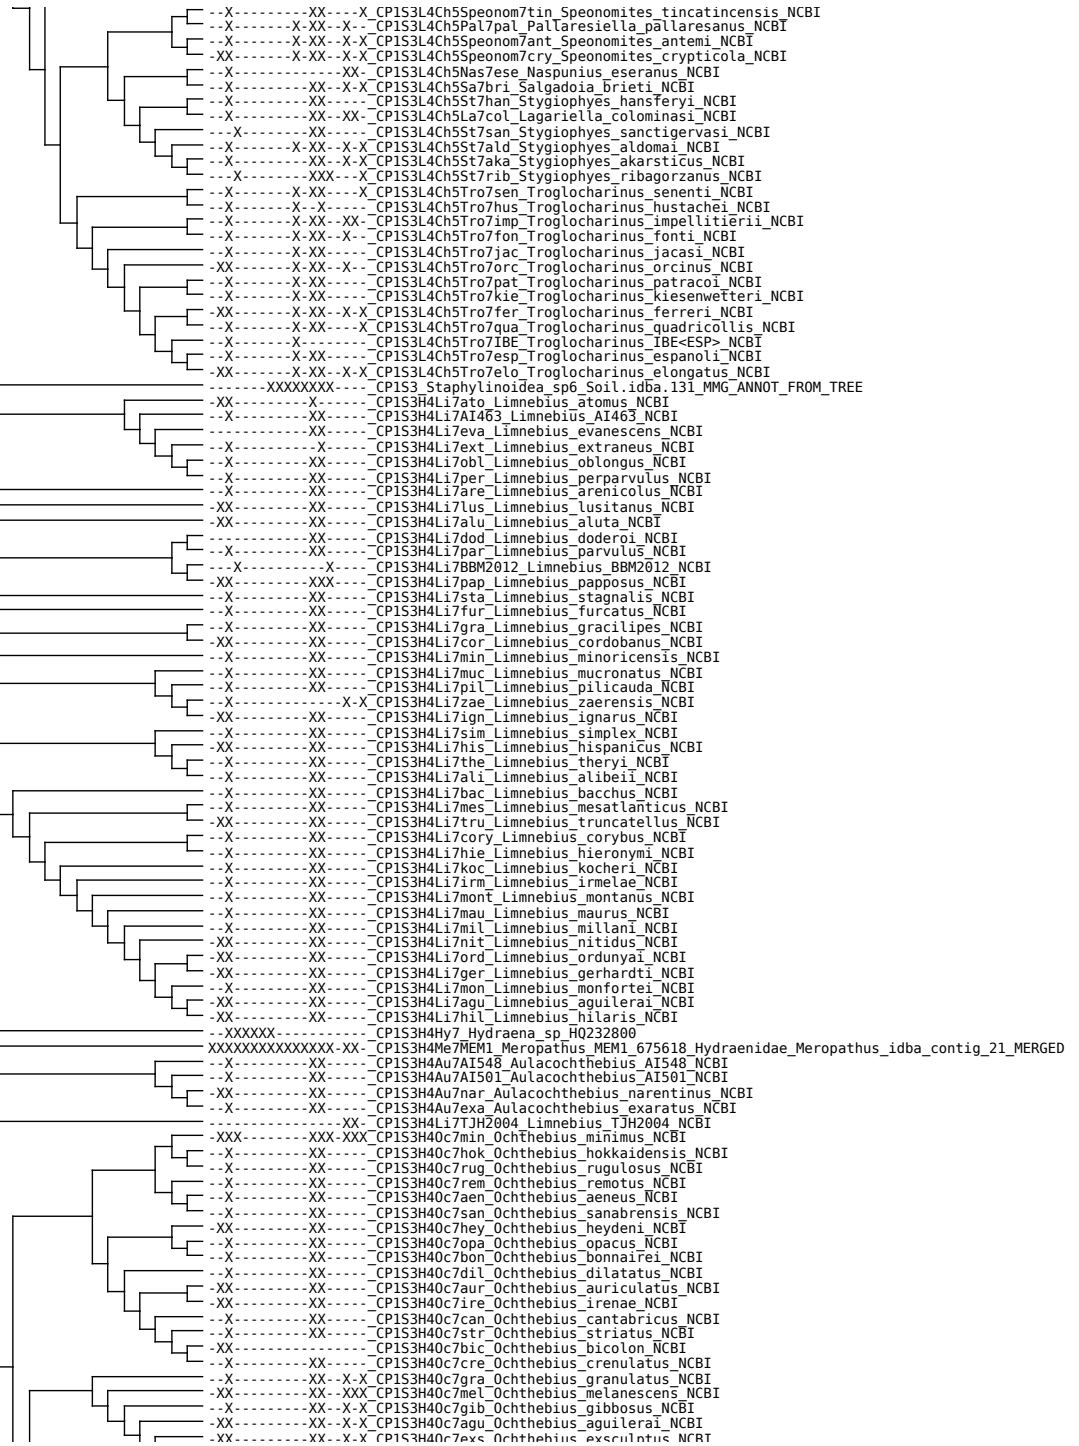 --X---------XX----X_CP1S3L4Ch5Speonom7tin_Speonomites_tincatincensis_NCBI
--X-------X-XX--X-X_CP1S3L4Ch5Pal7pal_Pallaresiella_pallaresanus_NCBI
--X-------X-XX--X-X_CP1S3L4Ch5Speonom7ant_Speonomites_antemi_NCBI
-XX-------X-XX--X-X_CP1S3L4Ch5Speonom7cry_Speonomites_crypticola_NCBI
--X-------------XX-_CP1S3L4Ch5Nas7ese_Naspunius_eseranus_NCBI
--X---------XX--X-X_CP1S3L4Ch5Sa7bri_Salgadoia_brieti_NCBI
--X---------XX-----_CP1S3L4Ch5St7han_Stygiophyes_hansferyi_NCBI
--X---------XX--XX-_CP1S3L4Ch5La7col_Lagariella_colominasi_NCBI
---X--------XX-----_CP1S3L4Ch5St7san_Stygiophyes_sanctigervasi_NCBI
--X-------X-XX--X-X_CP1S3L4Ch5St7ald_Stygiophyes_aldomai_NCBI
--X---------XX--X-X_CP1S3L4Ch5St7aka_Stygiophyes_akarsticus_NCBI
---X--------XXX---X_CP1S3L4Ch5St7rib_Stygiophyes_ribagorzanus_NCBI
--X-------X-XX----X_CP1S3L4Ch5Tro7sen_Troglocharinus_senenti_NCBI
--X-------X--X-----_CP1S3L4Ch5Tro7hus_Troglocharinus_hustachei_NCBI
--X-------X-XX--XX-_CP1S3L4Ch5Tro7imp_Troglocharinus_impellitierii_NCBI
--X-------X-XX--X--_CP1S3L4Ch5Tro7fon_Troglocharinus_fonti_NCBI
--X-------X-XX-----_CP1S3L4Ch5Tro7jac_Troglocharinus_jacasi_NCBI
-XX-------X-XX--X--_CP1S3L4Ch5Tro7orc_Troglocharinus_orcinus_NCBI
--X-------X-XX-----_CP1S3L4Ch5Tro7pat_Troglocharinus_patracoi_NCBI
--X-------X-XX-----_CP1S3L4Ch5Tro7kie_Troglocharinus_kiesenwetteri_NCBI
-XX-------X-XX--X-X_CP1S3L4Ch5Tro7fer_Troglocharinus_ferreri_NCBI
--X-------X-XX----X_CP1S3L4Ch5Tro7qua_Troglocharinus_quadricollis_NCBI
--X-------X--------_CP1S3L4Ch5Tro7IBE_Troglocharinus_IBE<ESP>_NCBI
--X-------X-XX-----_CP1S3L4Ch5Tro7esp_Troglocharinus_espanoli_NCBI
-XX-------X-XX--X-X_CP1S3L4Ch5Tro7elo_Troglocharinus_elongatus_NCBI
-------XXXXXXXX----_CP1S3_Staphylinoidea_sp6_Soil.idba.131_MMG_ANNOT_FROM_TREE
-XX---------X------_CP1S3H4Li7ato_Limnebius_atomus_NCBI
--X---------XX-----_CP1S3H4Li7AI463_Limnebius_AI463_NCBI
------------XX-----_CP1S3H4Li7eva_Limnebius_evanescens_NCBI
--X----------X-----_CP1S3H4Li7ext_Limnebius_extraneus_NCBI
--X---------XX-----_CP1S3H4Li7obl_Limnebius_oblongus_NCBI
--X---------XX-----_CP1S3H4Li7per_Limnebius_perparvulus_NCBI
--X---------XX-----_CP1S3H4Li7are_Limnebius_arenicolus_NCBI
-XX---------XX-----_CP1S3H4Li7lus_Limnebius_lusitanus_NCBI
-XX---------XX-----_CP1S3H4Li7alu_Limnebius_aluta_NCBI
------------XX-----_CP1S3H4Li7dod_Limnebius_doderoi_NCBI
--X---------XX-----_CP1S3H4Li7par_Limnebius_parvulus_NCBI
---X----------X----_CP1S3H4Li7BBM2012_Limnebius_BBM2012_NCBI
-XX---------XXX----_CP1S3H4Li7pap_Limnebius_papposus_NCBI
--X---------XX-----_CP1S3H4Li7sta_Limnebius_stagnalis_NCBI
--X---------XX-----_CP1S3H4Li7fur_Limnebius_furcatus_NCBI
--X---------XX-----_CP1S3H4Li7gra_Limnebius_gracilipes_NCBI
-XX---------XX-----_CP1S3H4Li7cor_Limnebius_cordobanus_NCBI
--X---------XX-----_CP1S3H4Li7min_Limnebius_minoricensis_NCBI
--X---------XX-----_CP1S3H4Li7muc_Limnebius_mucronatus_NCBI
--X---------XX-----_CP1S3H4Li7pil_Limnebius_pilicauda_NCBI
--X-------------X-X_CP1S3H4Li7zae_Limnebius_zaerensis_NCBI
-XX---------XX-----_CP1S3H4Li7ign_Limnebius_ignarus_NCBI
--X---------XX-----_CP1S3H4Li7sim_Limnebius_simplex_NCBI
-XX---------XX-----_CP1S3H4Li7his_Limnebius_hispanicus_NCBI
--X---------XX-----_CP1S3H4Li7the_Limnebius_theryi_NCBI
--X---------XX-----_CP1S3H4Li7ali_Limnebius_alibeii_NCBI
--X---------XX-----_CP1S3H4Li7bac_Limnebius_bacchus_NCBI
--X---------XX-----_CP1S3H4Li7mes_Limnebius_mesatlanticus_NCBI
-XX---------XX-----_CP1S3H4Li7tru_Limnebius_truncatellus_NCBI
--X---------XX-----_CP1S3H4Li7cory_Limnebius_corybus_NCBI
--X---------XX-----_CP1S3H4Li7hie_Limnebius_hieronymi_NCBI
--X---------XX-----_CP1S3H4Li7koc_Limnebius_kocheri_NCBI
--X---------XX-----_CP1S3H4Li7irm_Limnebius_irmelae_NCBI
--X---------XX-----_CP1S3H4Li7mont_Limnebius_montanus_NCBI
--X---------XX-----_CP1S3H4Li7mau_Limnebius_maurus_NCBI
--X---------XX-----_CP1S3H4Li7mil_Limnebius_millani_NCBI
-XX---------XX-----_CP1S3H4Li7nit_Limnebius_nitidus_NCBI
-XX---------XX-----_CP1S3H4Li7ord_Limnebius_ordunyai_NCBI
-XX---------XX-----_CP1S3H4Li7ger_Limnebius_gerhardti_NCBI
--X---------XX-----_CP1S3H4Li7mon_Limnebius_monfortei_NCBI
-XX---------XX-----_CP1S3H4Li7agu_Limnebius_aguilerai_NCBI
-XX---------XX-----_CP1S3H4Li7hil_Limnebius_hilaris_NCBI
--XXXXXX-----------_CP1S3H4Hy7_Hydraena_sp_HQ232800
XXXXXXXXXXXXXXX-XX-_CP1S3H4Me7MEM1_Meropathus_MEM1_675618_Hydraenidae_Meropathus_idba_contig_21_MERGED
--X---------XX-----_CP1S3H4Au7AI548_Aulacochthebius_AI548_NCBI
--X---------XX-----_CP1S3H4Au7AI501_Aulacochthebius_AI501_NCBI
-XX---------XX-----_CP1S3H4Au7nar_Aulacochthebius_narentinus_NCBI
--X---------XX-----_CP1S3H4Au7exa_Aulacochthebius_exaratus_NCBI
----------------XX-_CP1S3H4Li7TJH2004_Limnebius_TJH2004_NCBI
-XXX--------XXX-XXX_CP1S3H4Oc7min_Ochthebius_minimus_NCBI
--X---------XX-----_CP1S3H4Oc7hok_Ochthebius_hokkaidensis_NCBI
--X---------XX-----_CP1S3H4Oc7rug_Ochthebius_rugulosus_NCBI
--X---------XX-----_CP1S3H4Oc7rem_Ochthebius_remotus_NCBI
--X---------XX-----_CP1S3H4Oc7aen_Ochthebius_aeneus_NCBI
--X---------XX-----_CP1S3H4Oc7san_Ochthebius_sanabrensis_NCBI
-XX---------XX-----_CP1S3H4Oc7hey_Ochthebius_heydeni_NCBI
--X---------XX-----_CP1S3H4Oc7opa_Ochthebius_opacus_NCBI
--X---------XX-----_CP1S3H4Oc7bon_Ochthebius_bonnairei_NCBI
--X---------XX-----_CP1S3H4Oc7dil_Ochthebius_dilatatus_NCBI
-XX---------XX-----_CP1S3H4Oc7aur_Ochthebius_auriculatus_NCBI
-XX---------XX-----_CP1S3H4Oc7ire_Ochthebius_irenae_NCBI
--X---------XX-----_CP1S3H4Oc7can_Ochthebius_cantabricus_NCBI
--X---------XX-----_CP1S3H4Oc7str_Ochthebius_striatus_NCBI
-XX----------------_CP1S3H4Oc7bic_Ochthebius_bicolon_NCBI
--X---------XX-----_CP1S3H4Oc7cre_Ochthebius_crenulatus_NCBI
--X---------XX--X-X_CP1S3H4Oc7gra_Ochthebius_granulatus_NCBI
-XX---------XX--XXX_CP1S3H4Oc7mel_Ochthebius_melanescens_NCBI
--X---------XX--X-X_CP1S3H4Oc7gib_Ochthebius_gibbosus_NCBI
-XX---------XX--X-X_CP1S3H4Oc7agu_Ochthebius_aguilerai_NCBI
-XX---------XX--X-X_CP1S3H4Oc7exs_Ochthebius_exsculptus_NCBI